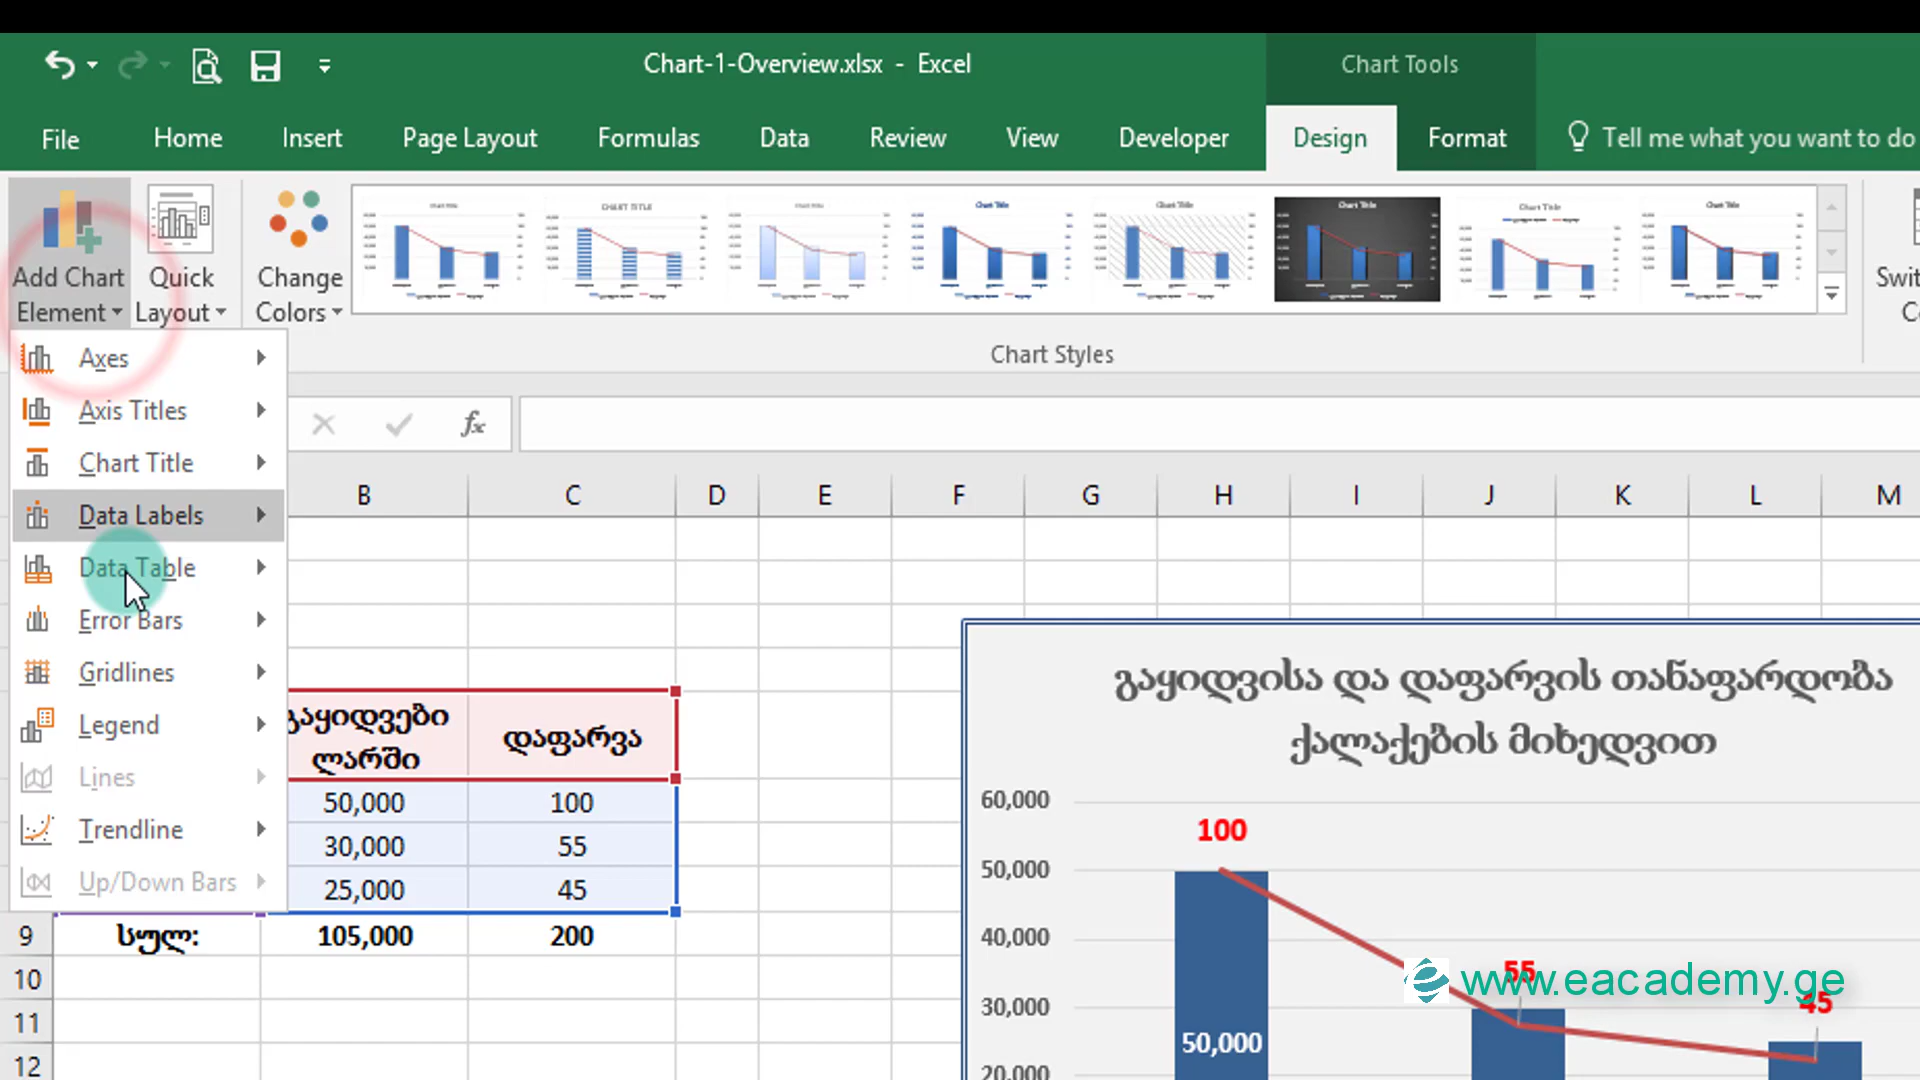 Chart-1-Overview.xlsx - Excel
Chart Tools
File Home Insert Page Layout Formulas Data Review View Developer Design Format Tell me what you want to do
Add Chart Element
Quick Layout
Change Colors
Chart Styles
Axes
Axis Titles
Chart Title
Data Labels
Data Table
Error Bars
Gridlines
Legend
Lines
Trendline
Up/Down Bars
fx
B C D E F G H I J K L M
გაყიდვები ლარში
დაფარვა
50,000 100
30,000 55
25,000 45
9 სულ: 105,000 200
10
11
12
გაყიდვისა და დაფარვის თანაფარდობა
ქალაქების მიხედვით
60,000
50,000
40,000
30,000
20,000
100
55
45
50,000
www.eacademy.ge